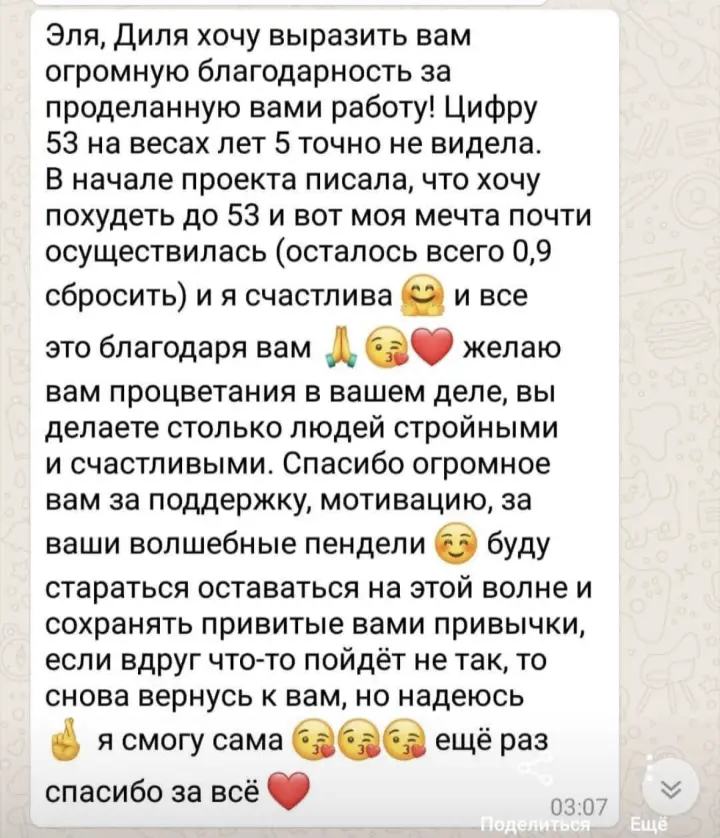 Эля, Диля хочу выразить вам
огромную благодарность за
проделанную вами работу! Цифру
53 на весах лет 5 точно не видела.
В начале проекта писала, что хочу
похудеть до 53 и вот моя мечта почти
осуществилась (осталось всего 0,9
сбросить) и я счастлива 🤗 и все
это благодаря вам 🙏😘❤️ желаю
вам процветания в вашем деле, вы
делаете столько людей стройными
и счастливыми. Спасибо огромное
вам за поддержку, мотивацию, за
ваши волшебные пендели ☺️ буду
стараться оставаться на этой волне и
сохранять привитые вами привычки,
если вдруг что-то пойдёт не так, то
снова вернусь к вам, но надеюсь
🤞 я смогу сама 😘😘😘 ещё раз
спасибо за всё ❤️
03:07
Поделиться Ещё